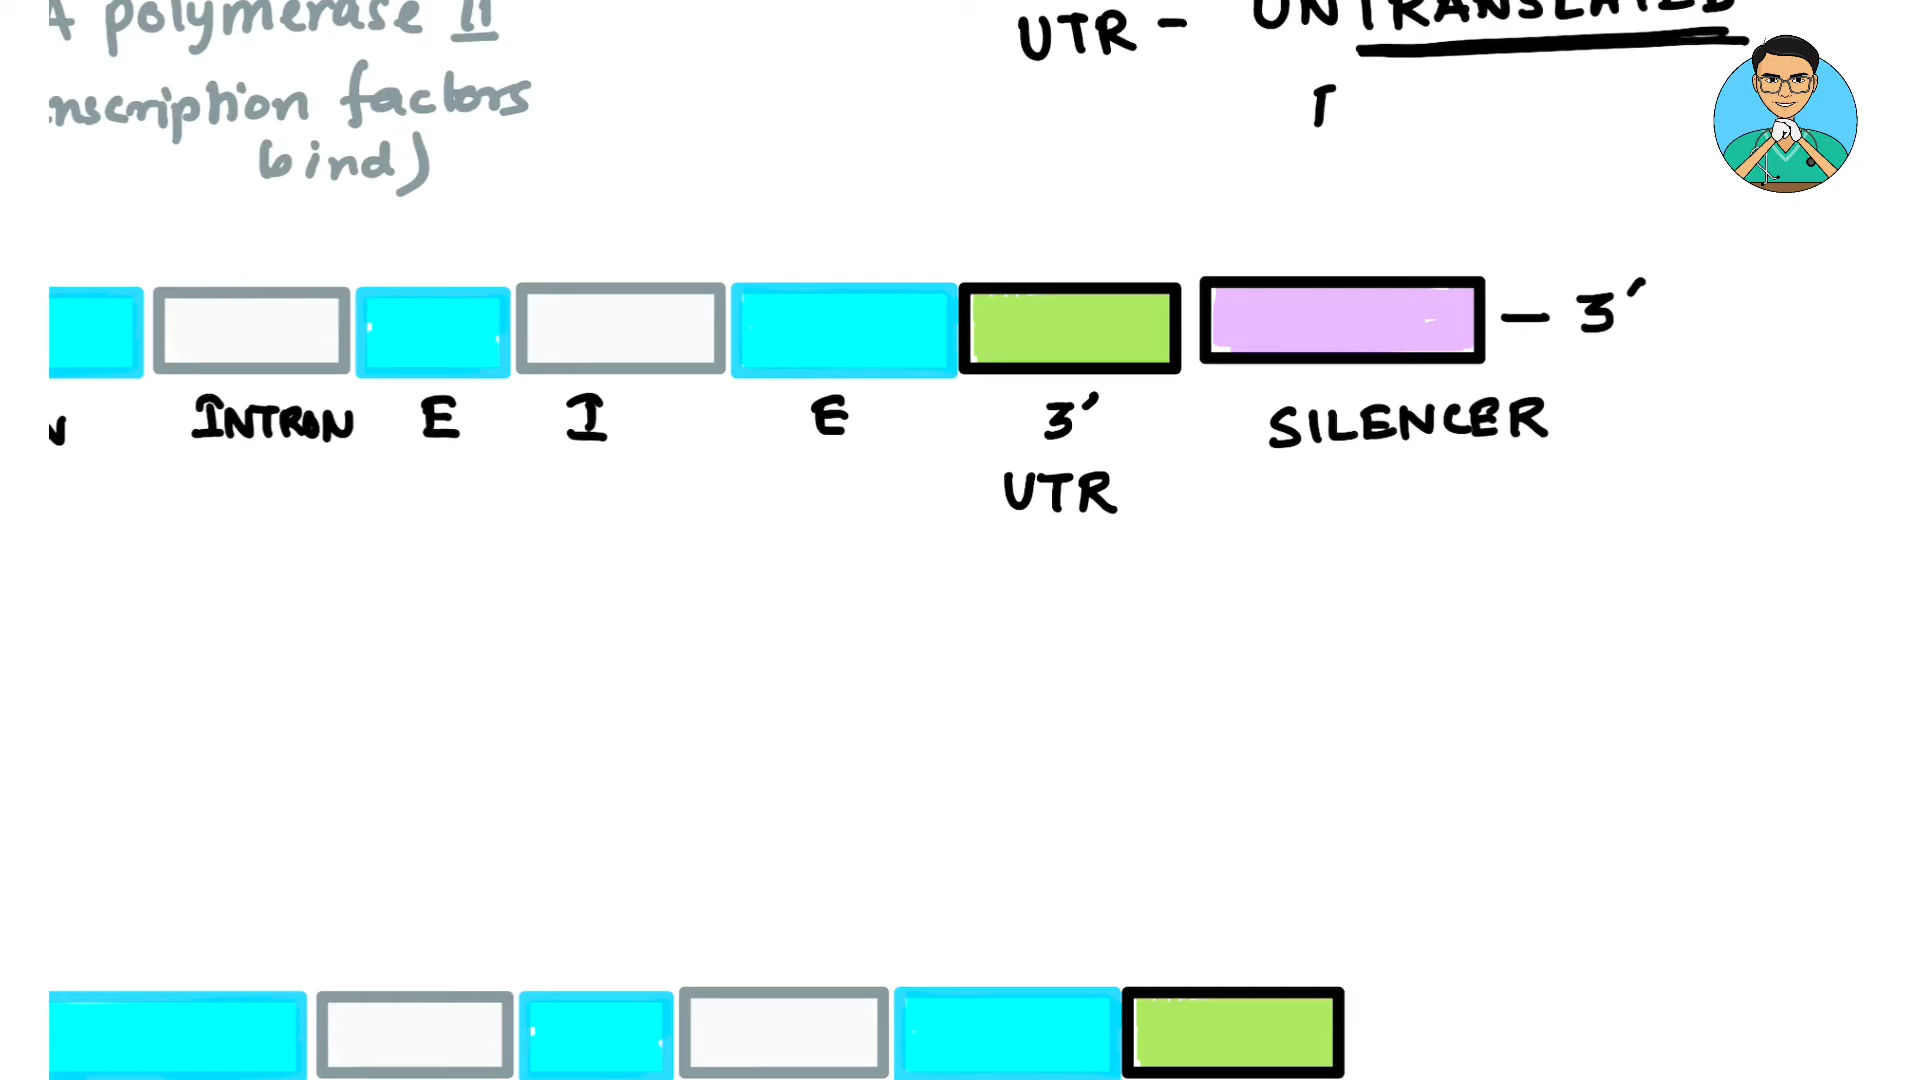 A polymerase II
UTR - UNTRANSLATED
nscription factors
bind)
- 3'
N INTRON E I E 3' SILENCER
UTR